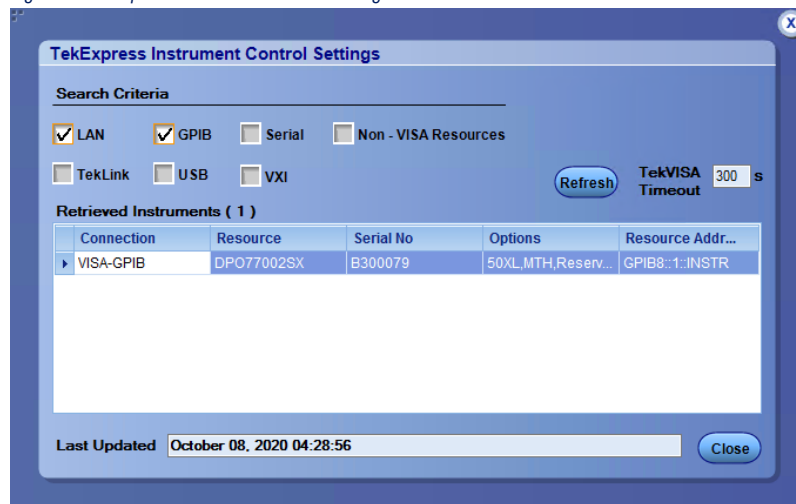 X
TekExpress Instrument Control Settings
Search Criteria
LAN GPIB Serial Non - VISA Resources
TekLink USB VXI
Refresh TekVISA Timeout 300 s
Retrieved Instruments ( 1 )
Connection Resource Serial No Options Resource Addr...
VISA-GPIB DPO77002SX B300079 50XL,MTH,Reserv... GPIB8::1::INSTR
Last Updated October 08, 2020 04:28:56 Close